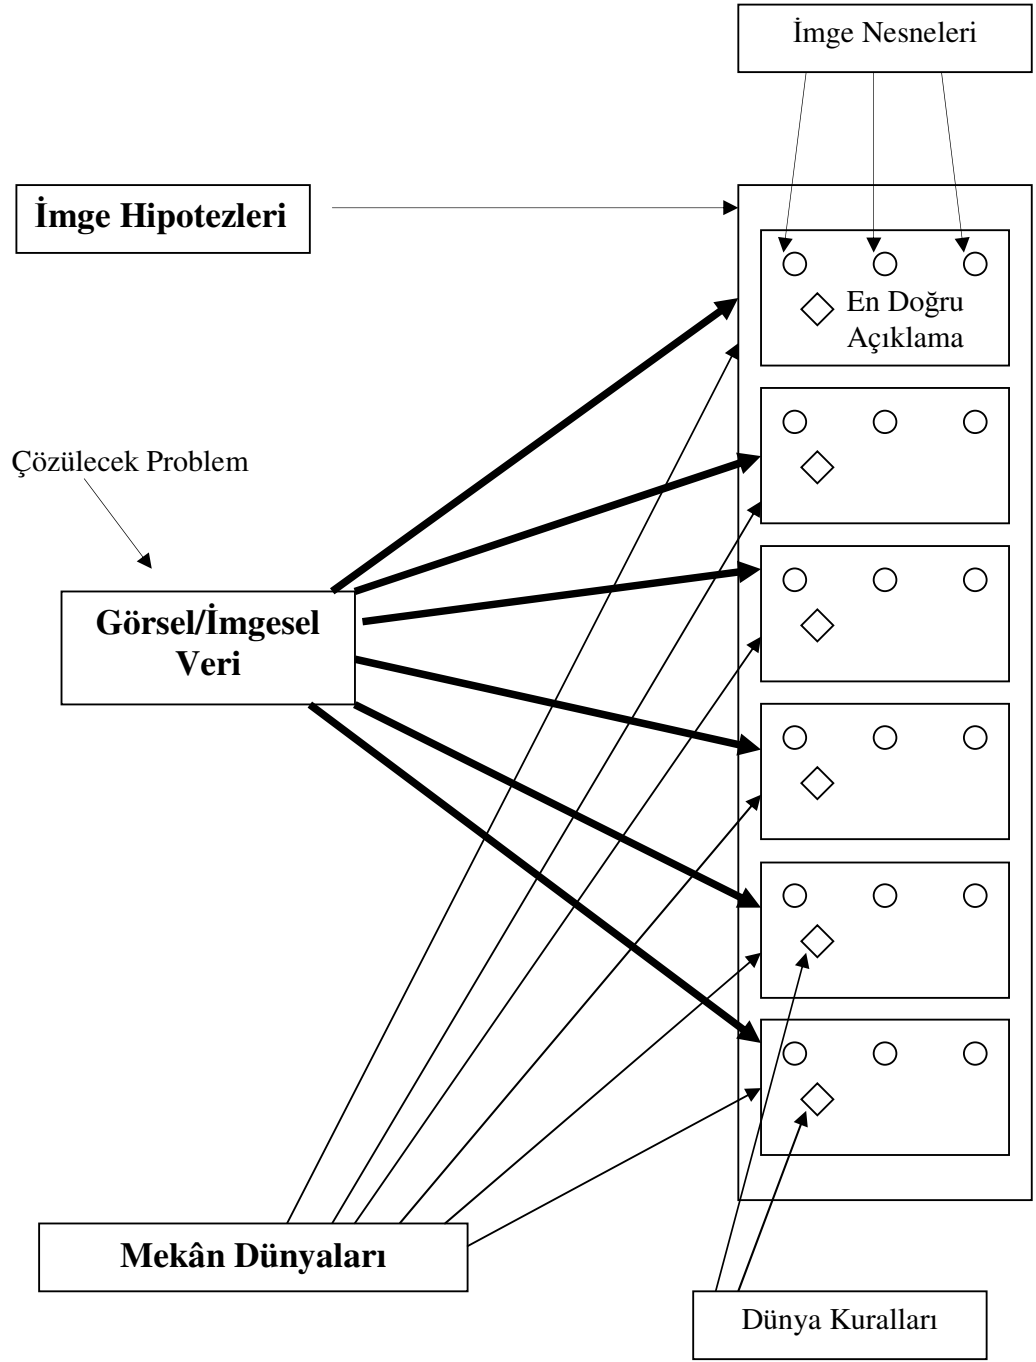 İmge Nesneleri
İmge Hipotezleri
En Doğru
Açıklama
Çözülecek Problem
Görsel/İmgesel
Veri
Mekân Dünyaları
Dünya Kuralları